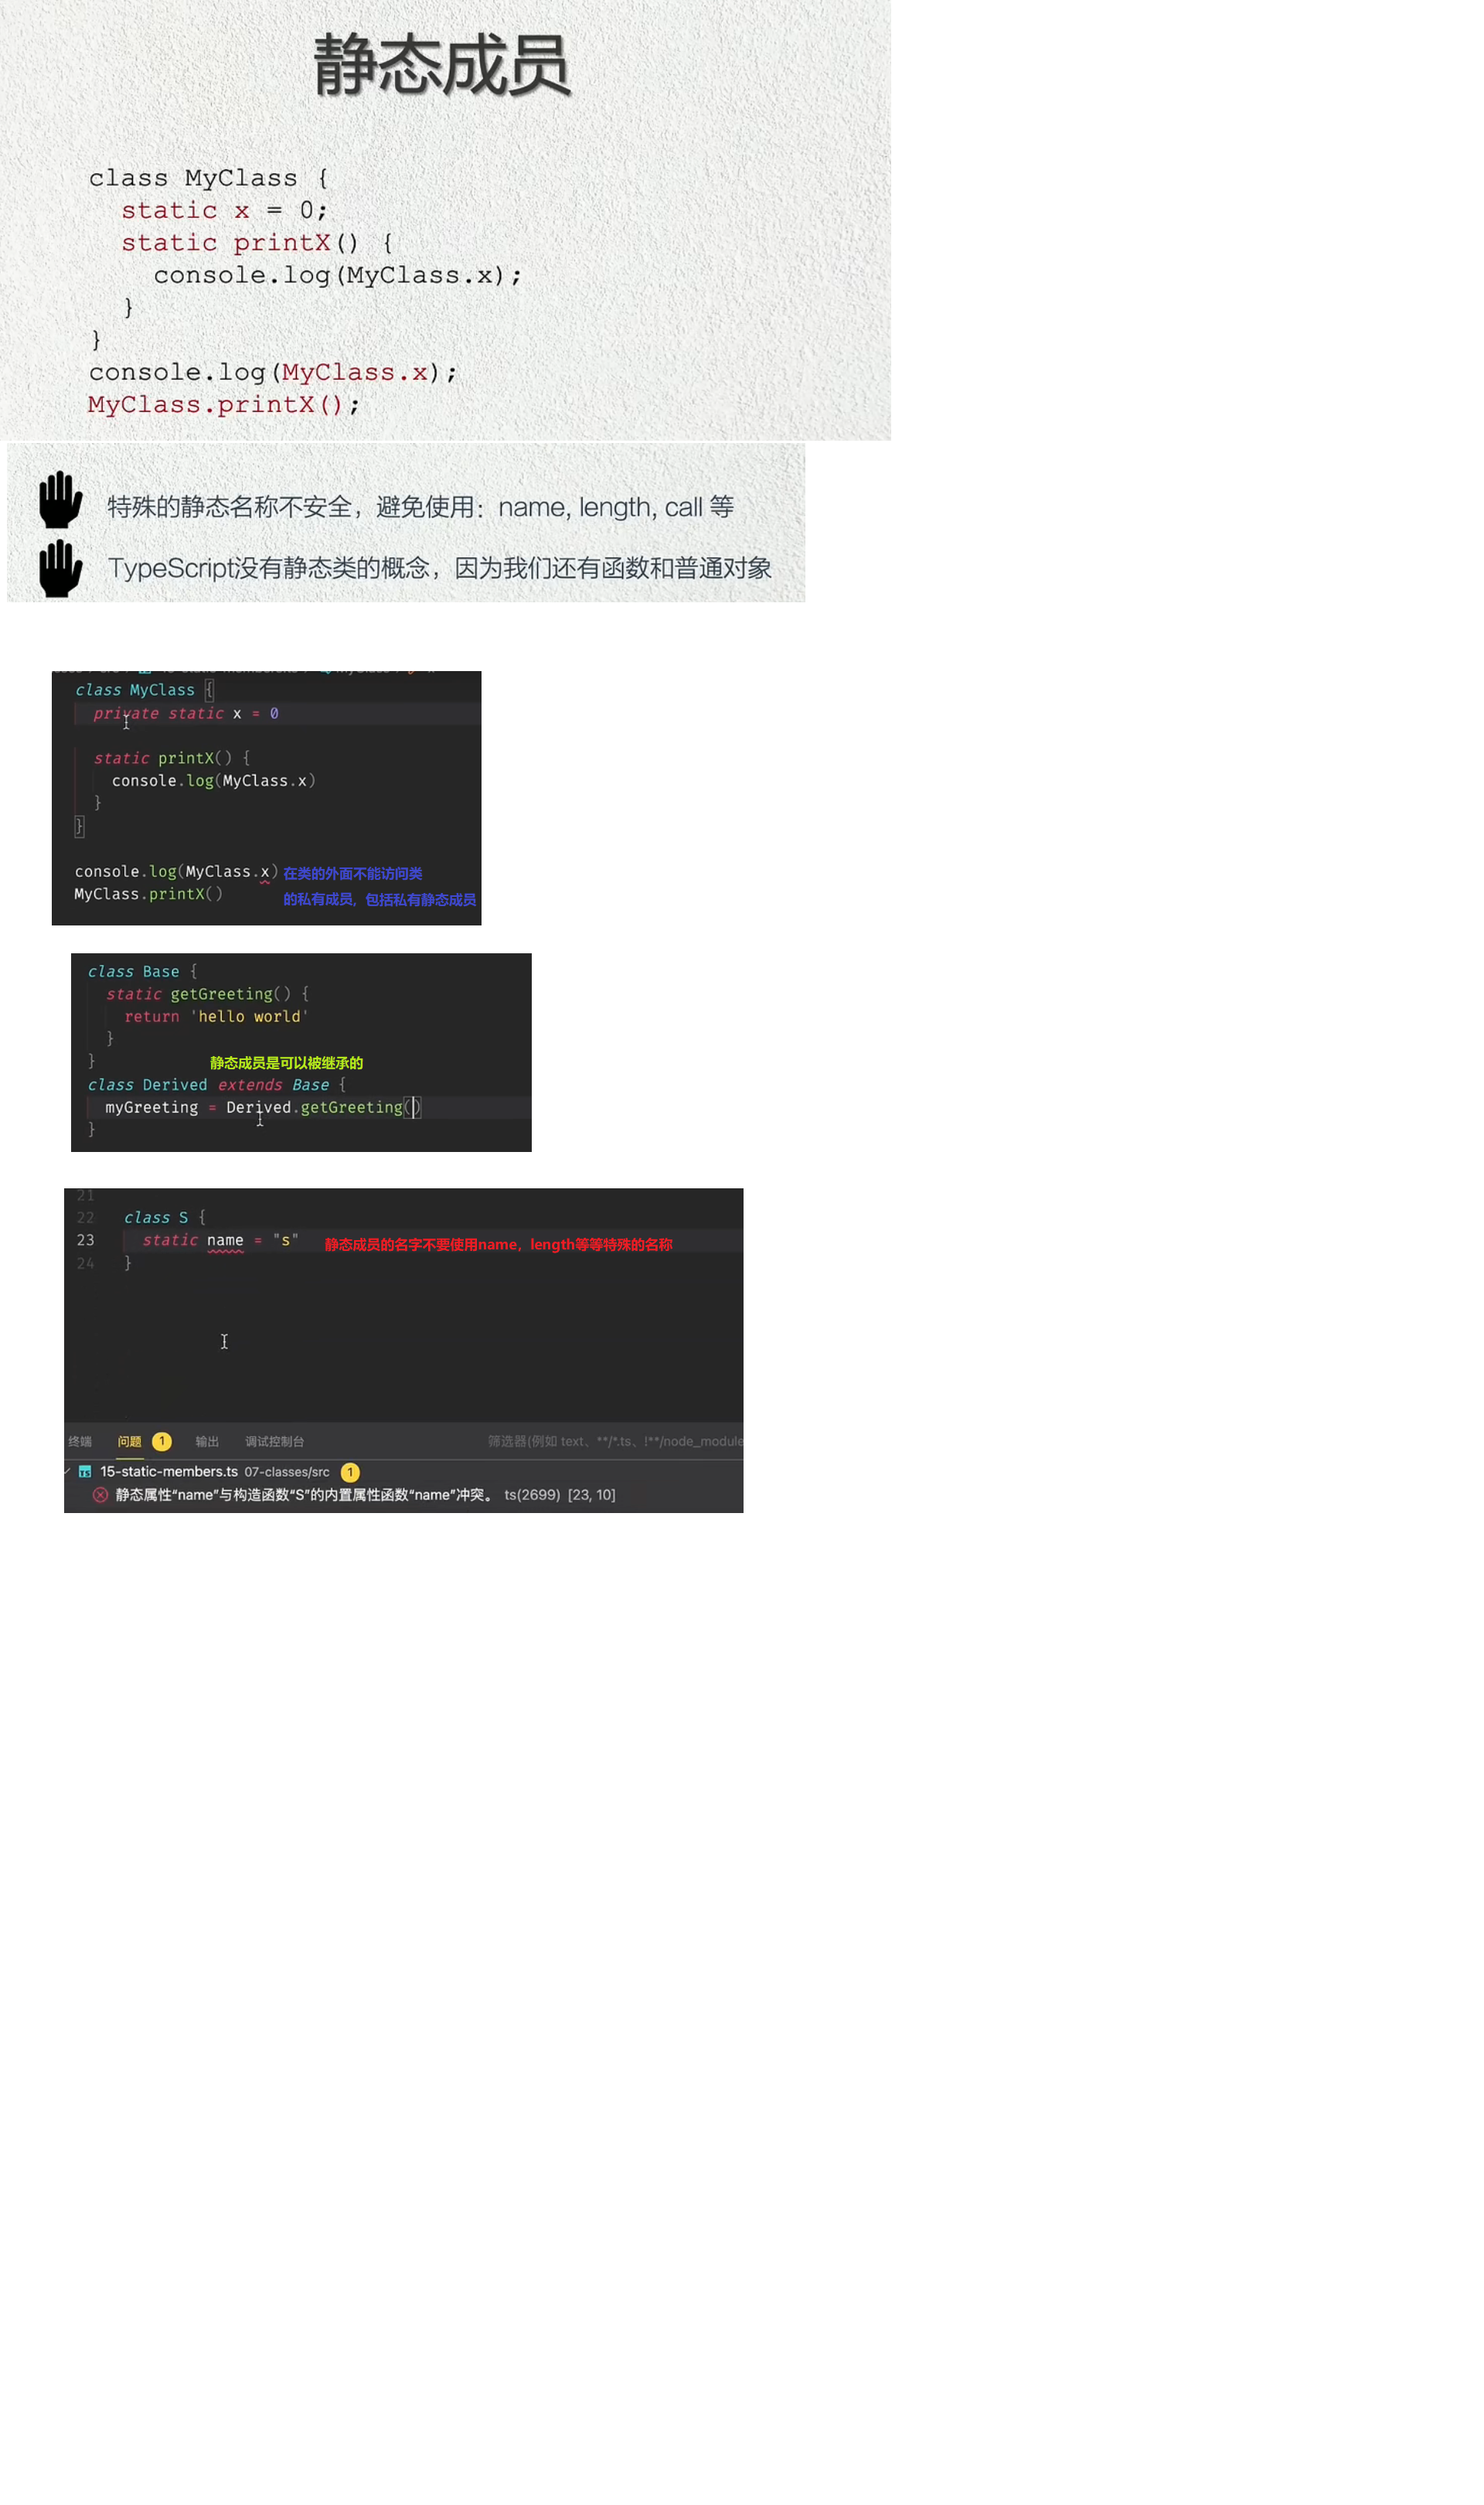 静态成员
class MyClass {
static x = 0;
static printX() {
console.log(MyClass.x);
}
}
console.log(MyClass.x);
MyClass.printX();
特殊的静态名称不安全，避免使用：name, length, call 等
TypeScript没有静态类的概念，因为我们还有函数和普通对象
class MyClass {
private static x = 0
static printX() {
console.log(MyClass.x)
}
}
console.log(MyClass.x) 在类的外面不能访问类
MyClass.printX() 的私有成员，包括私有静态成员
class Base {
static getGreeting() {
return 'hello world'
}
}
静态成员是可以被继承的
class Derived extends Base {
myGreeting = Derived.getGreeting()
}
21
22 class S {
23 static name = "s" 静态成员的名字不要使用name，length等等特殊的名称
24 }
终端 问题 1 输出 调试控制台 筛选器(例如 text、**/*.ts、!**/node_module
15-static-members.ts 07-classes/src 1
静态属性“name”与构造函数“S”的内置属性函数“name”冲突。 ts(2699) [23, 10]